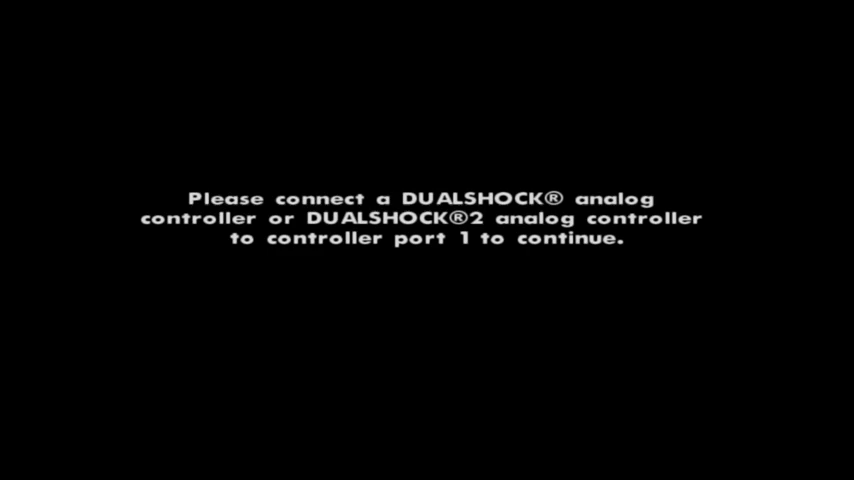 Please connect a DUALSHOCK® analog
controller or DUALSHOCK®2 analog controller
to controller port 1 to continue.